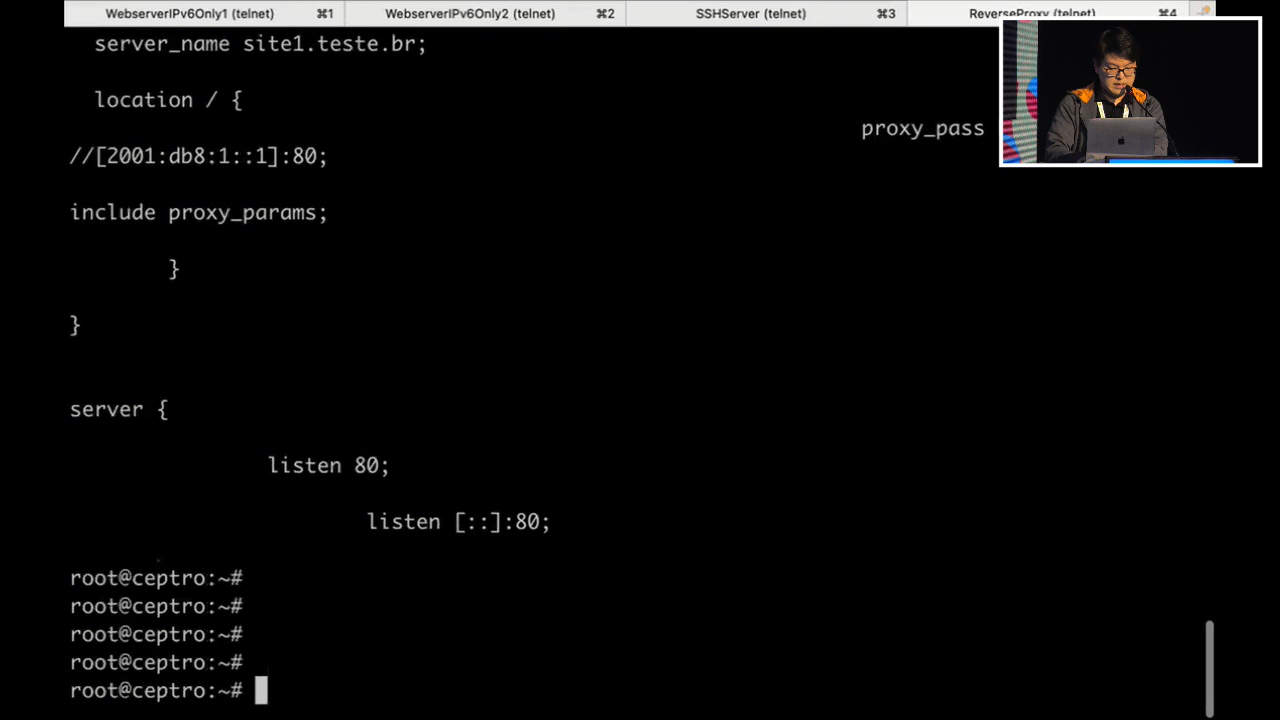 WebserverIPv6Only1 (telnet) ⌘1 WebserverIPv6Only2 (telnet) ⌘2 SSHServer (telnet) ⌘3 ReverseProxy (telnet) ⌘4
server_name site1.teste.br;
location / {
proxy_pass
//[2001:db8:1::1]:80;
include proxy_params;
}
}
server {
listen 80;
listen [::]:80;
root@ceptro:~#
root@ceptro:~#
root@ceptro:~#
root@ceptro:~#
root@ceptro:~#